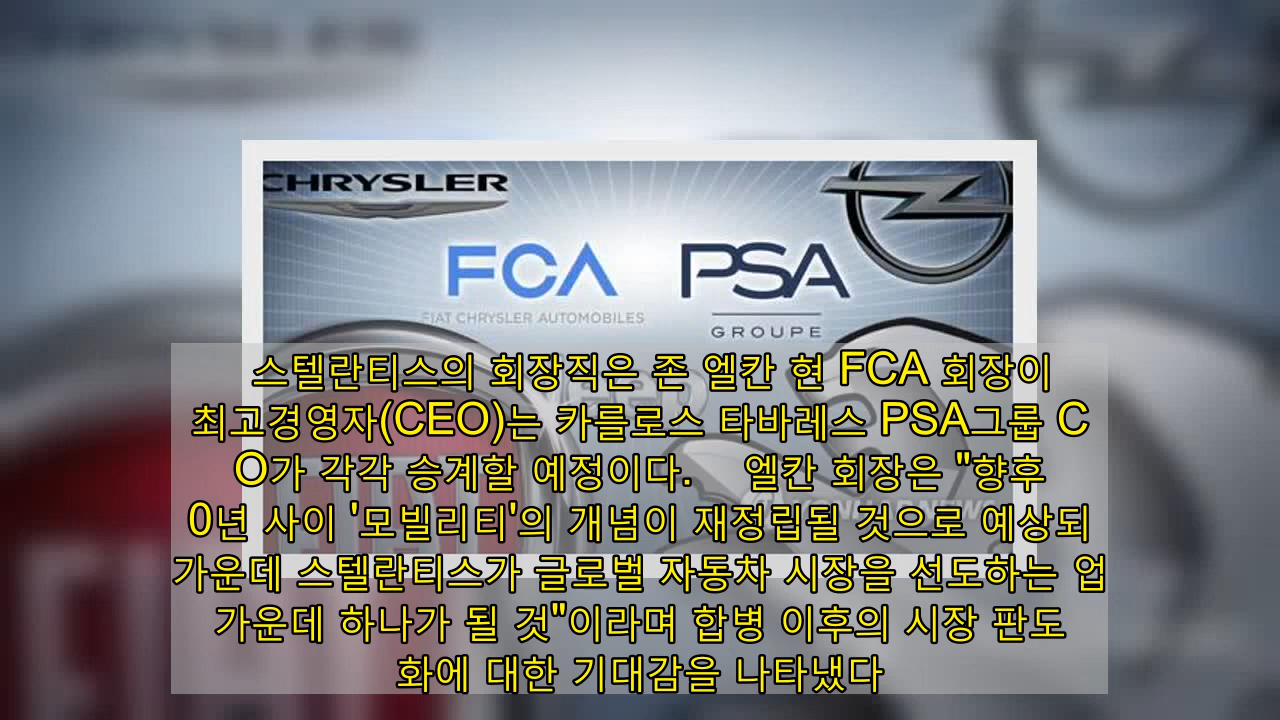 CHRYSLER
FCA
FIAT CHRYSLER AUTOMOBILES
PSA
GROUPE
스텔란티스의 회장직은 존 엘칸 현 FCA 회장이
최고경영자(CEO)는 카를로스 타바레스 PSA그룹 C
O가 각각 승계할 예정이다. 엘칸 회장은 "향후
0년 사이 '모빌리티'의 개념이 재정립될 것으로 예상되
가운데 스텔란티스가 글로벌 자동차 시장을 선도하는 업
가운데 하나가 될 것"이라며 합병 이후의 시장 판도
화에 대한 기대감을 나타냈다